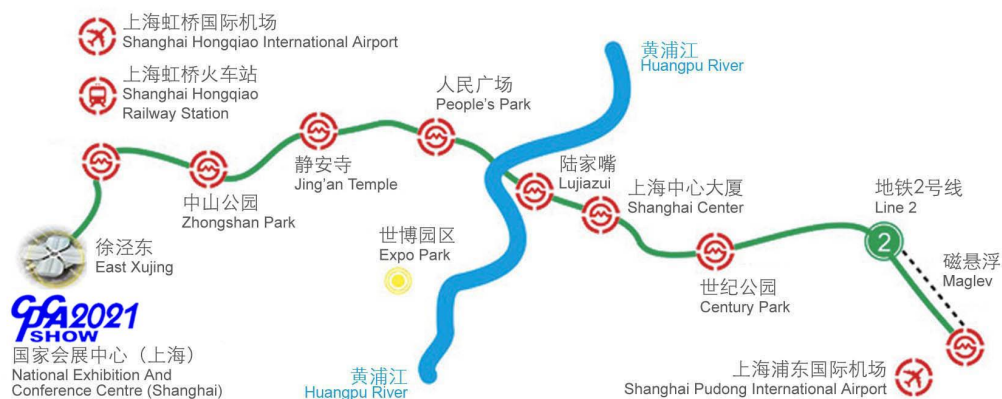 上海虹桥国际机场
Shanghai Hongqiao International Airport
上海虹桥火车站
Shanghai Hongqiao
Railway Station
黄浦江
Huangpu River
人民广场
People's Park
静安寺
Jing'an Temple
中山公园
Zhongshan Park
陆家嘴
Lujiazui
上海中心大厦
Shanghai Center
地铁2号线
Line 2
2
徐泾东
East Xujing
世博园区
Expo Park
世纪公园
Century Park
磁悬浮
Maglev
2021
SHOW
国家会展中心（上海）
National Exhibition And
Conference Centre (Shanghai)
黄浦江
Huangpu River
上海浦东国际机场
Shanghai Pudong International Airport